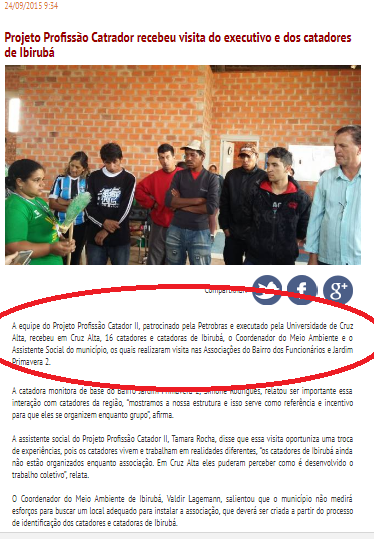 24/09/2015 9:34
Projeto Profissão Catrador recebeu visita do executivo e dos catadores
de Ibirubá
A equipe do Projeto Profissão Catador II, patrocinado pela Petrobras e executado pela Universidade de Cruz
Alta, recebeu em Cruz Alta, 16 catadores e catadoras de Ibirubá, o Coordenador do Meio Ambiente e o
Assistente Social do município, os quais realizaram visita nas Associações do Bairro dos Funcionários e Jardim
Primavera 2.
A catadora monitora de base do Bairro Jardim Primavera 2, Simone Rodrigues, relatou ser importante essa
interação com catadores da região, "mostramos a nossa estrutura e isso serve como referência e incentivo
para que eles se organizem enquanto grupo", afirma.
A assistente social do Projeto Profissão Catador II, Tamara Rocha, disse que essa visita oportuniza uma troca
de experiências, pois os catadores vivem e trabalham em realidades diferentes, "os catadores de Ibirubá ainda
não estão organizados enquanto associação. Em Cruz Alta eles puderam perceber como é desenvolvido o
trabalho coletivo", relata.
O Coordenador do Meio Ambiente de Ibirubá, Valdir Lagemann, salientou que o município não medirá
esforços para buscar um local adequado para instalar a associação, que deverá ser criada a partir do processo
de identificação dos catadores e catadoras de Ibirubá.